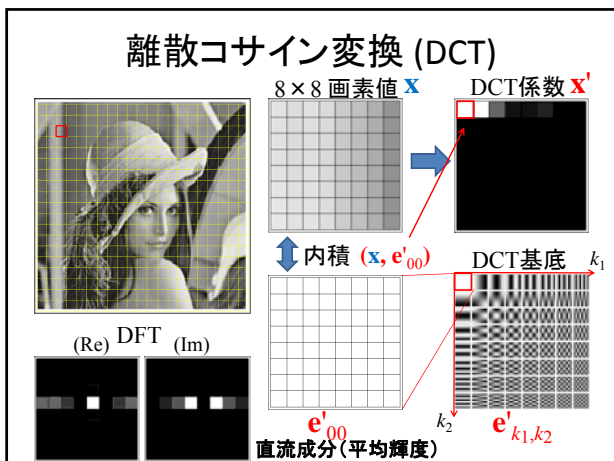 離散コサイン変換 (DCT)
8×8 画素値 x
DCT係数 x'
内積 (x, e'00)
DCT基底
k1
(Re) DFT (Im)
e'00
k2
e'k1,k2
直流成分(平均輝度)